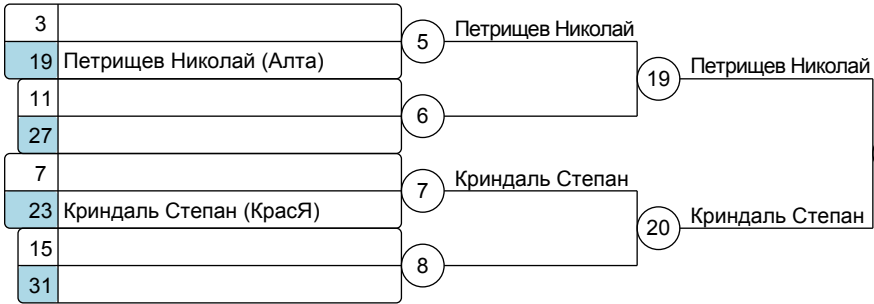 3
19 Петрищев Николай (Алта)
11
27
7
23 Криндаль Степан (КрасЯ)
15
31
5 Петрищев Николай
6
7 Криндаль Степан
8
19 Петрищев Николай
20 Криндаль Степан